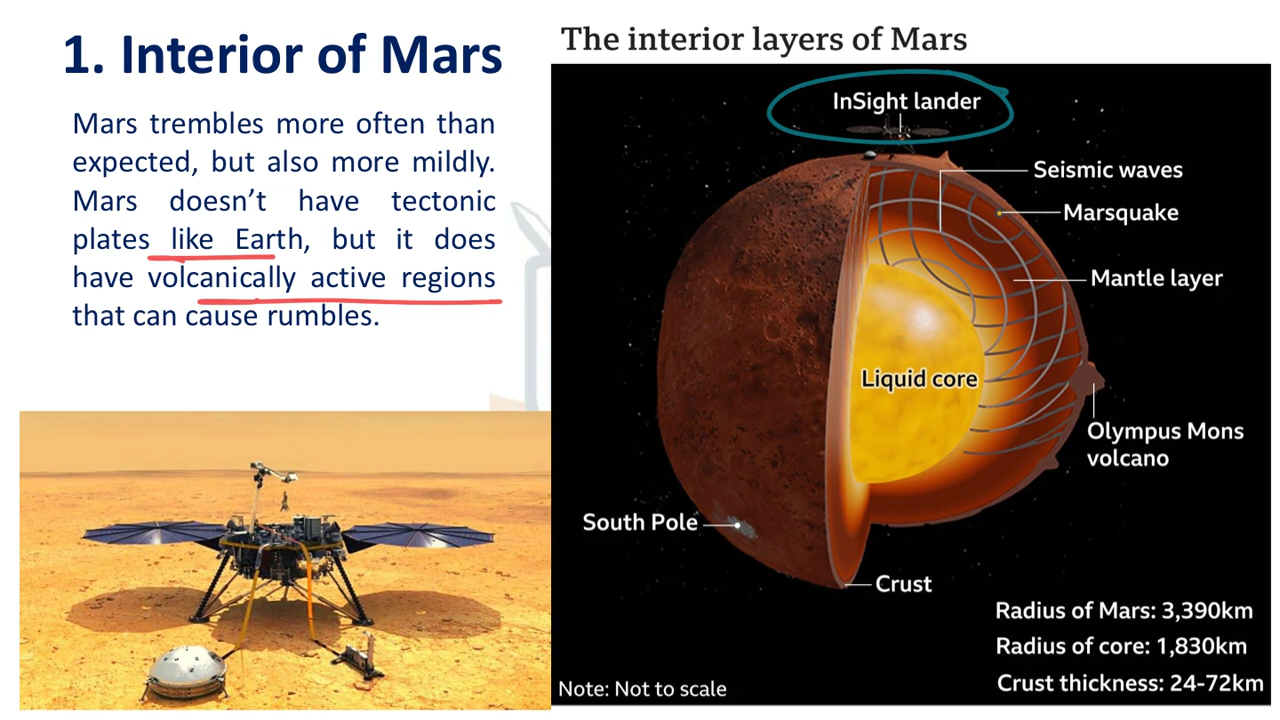 1. Interior of Mars
Mars trembles more often than
expected, but also more mildly.
Mars doesn’t have tectonic
plates like Earth, but it does
have volcanically active regions
that can cause rumbles.
The interior layers of Mars
InSight lander
Seismic waves
Marsquake
Mantle layer
Liquid core
Olympus Mons
volcano
South Pole
Crust
Radius of Mars: 3,390km
Radius of core: 1,830km
Crust thickness: 24-72km
Note: Not to scale